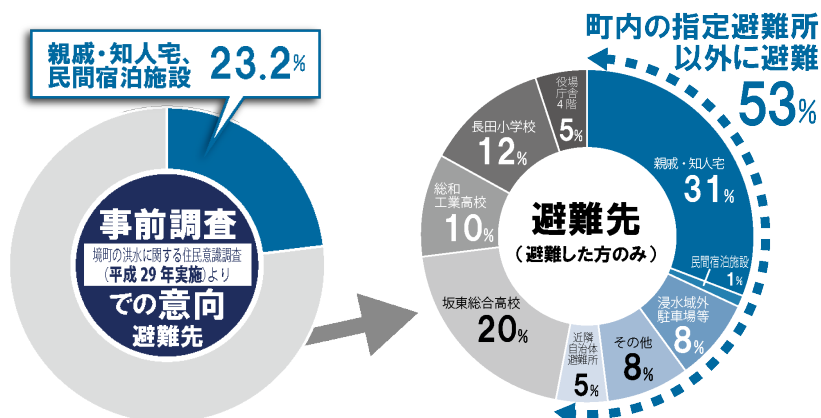 親戚・知人宅、
民間宿泊施設
23.2%
事前調査
境町の洪水に関する住民意識調査
(平成29年実施)より
での意向
避難先
町内の指定避難所
以外に避難
53%
避難先
(避難した方のみ)
親戚・知人宅
31%
民間宿泊施設
1%
浸水域外
駐車場等
8%
その他
8%
近隣
自治体
避難所
5%
坂東総合高校
20%
総和
工業高校
10%
長田小学校
12%
役場
庁舎
4階
5%